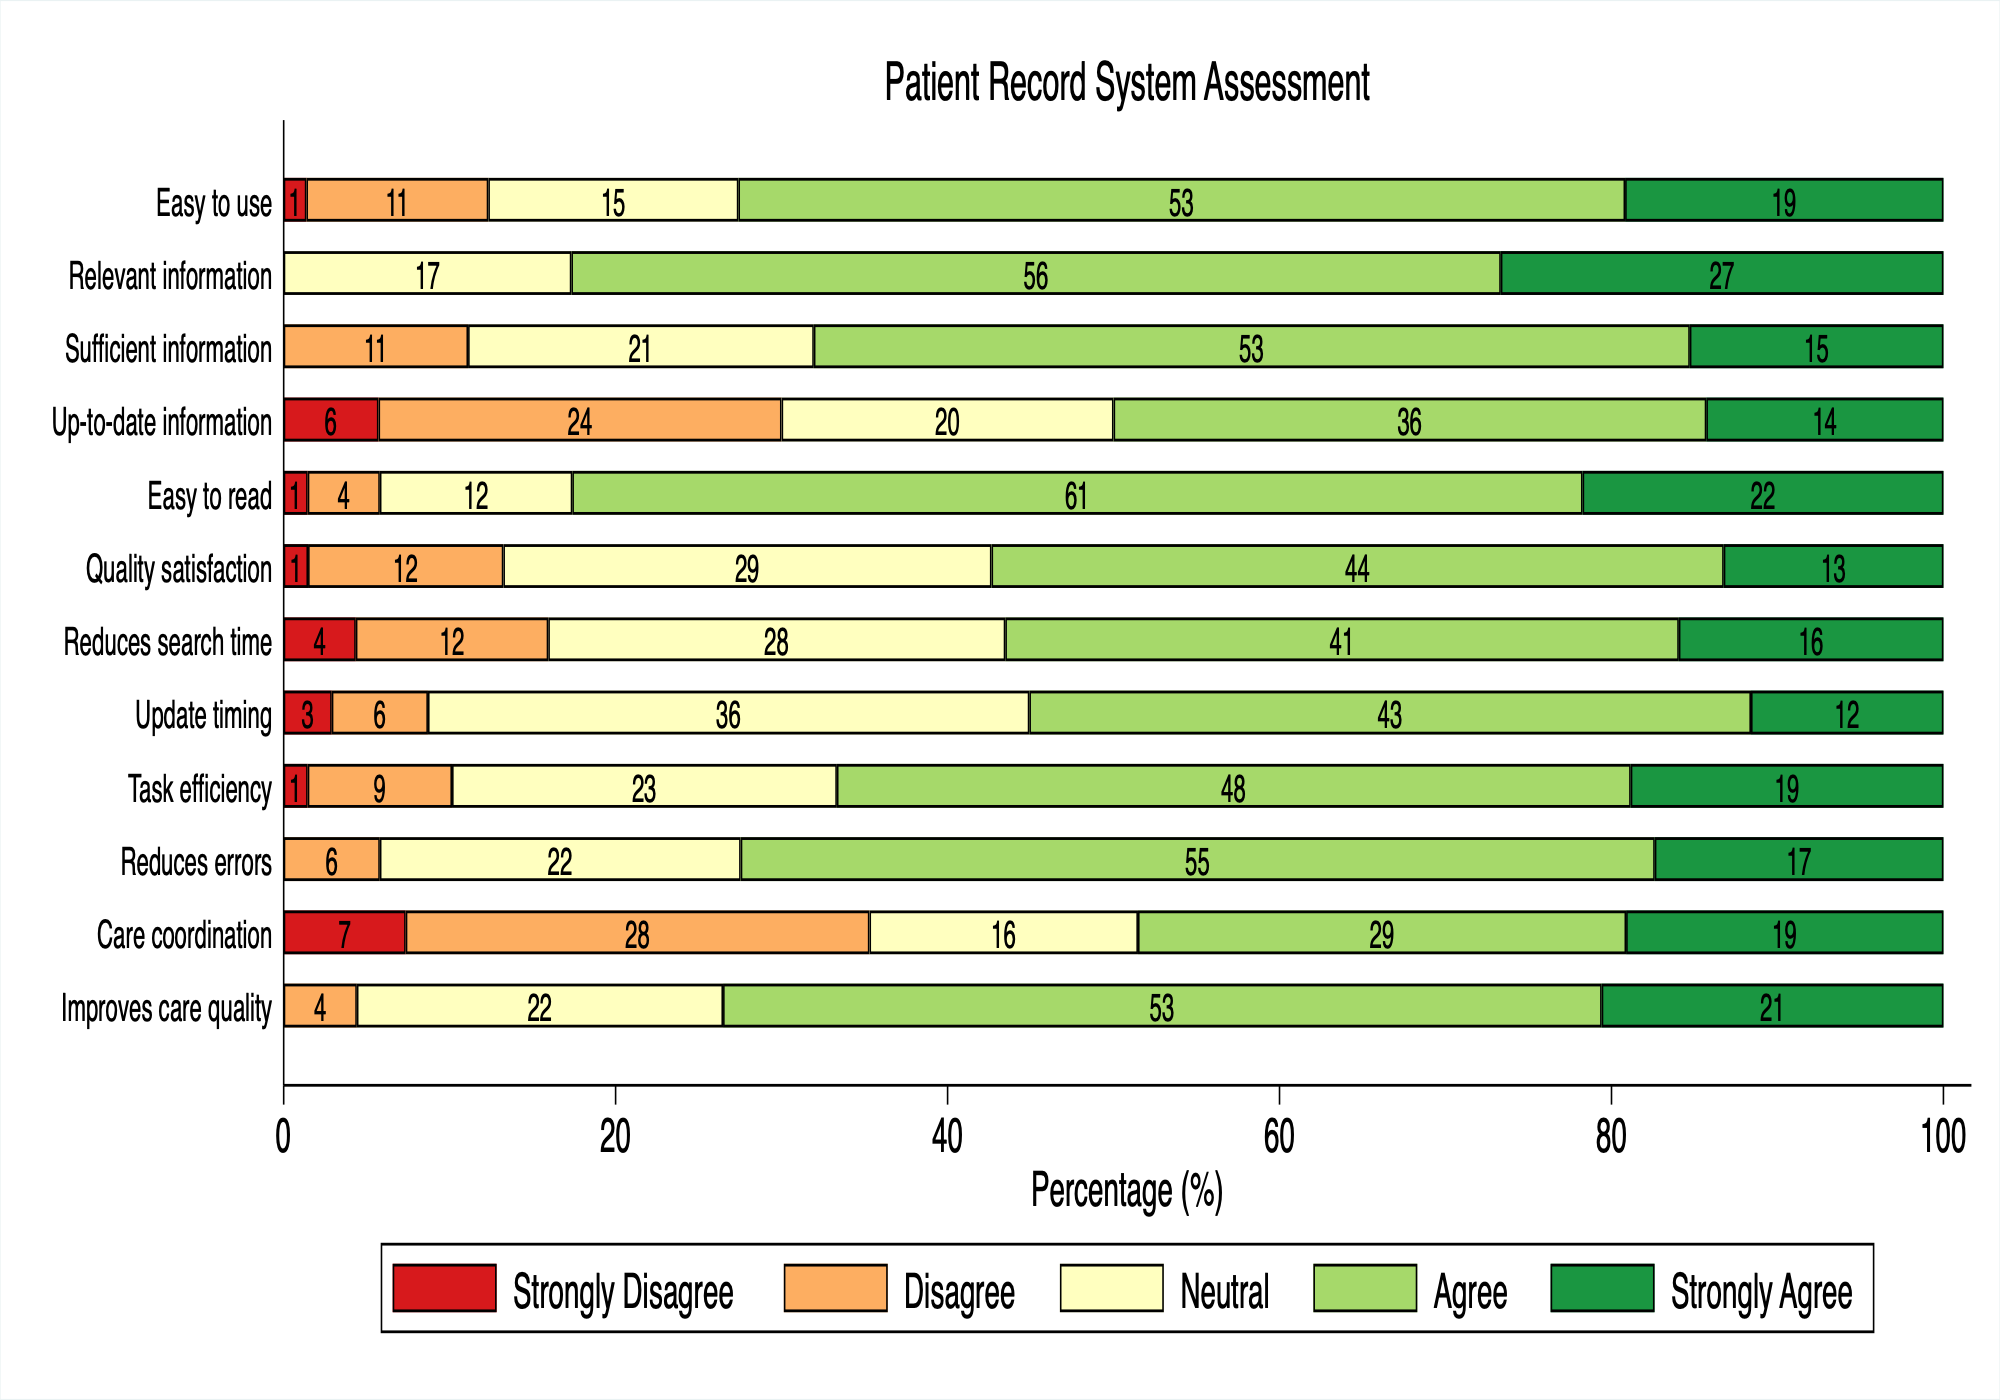 Patient Record System Assessment
Easy to use 1 11 15 53 19
Relevant information 17 56 27
Sufficient information 11 21 53 15
Up-to-date information 6 24 20 36 14
Easy to read 1 4 12 61 22
Quality satisfaction 1 12 29 44 13
Reduces search time 4 12 28 41 16
Update timing 3 6 36 43 12
Task efficiency 1 9 23 48 19
Reduces errors 6 22 55 17
Care coordination 7 28 16 29 19
Improves care quality 4 22 53 21
0 20 40 60 80 100
Percentage (%)
Strongly Disagree Disagree Neutral Agree Strongly Agree